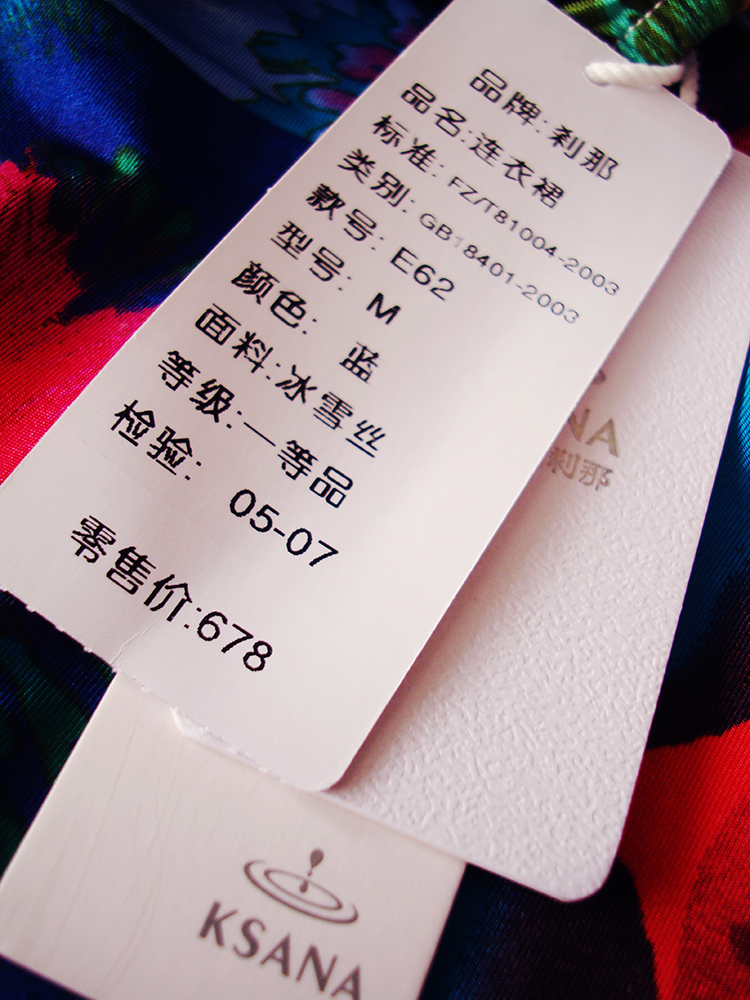 品牌:刹那
品名:连衣裙
标准: FZ/T81004-2003
类别: GB18401-2003
款号: E62
型号: M
颜色: 蓝
面料:冰雪丝
等级:一等品
检验: 05-07
零售价:678
NA
刹那
KSANA